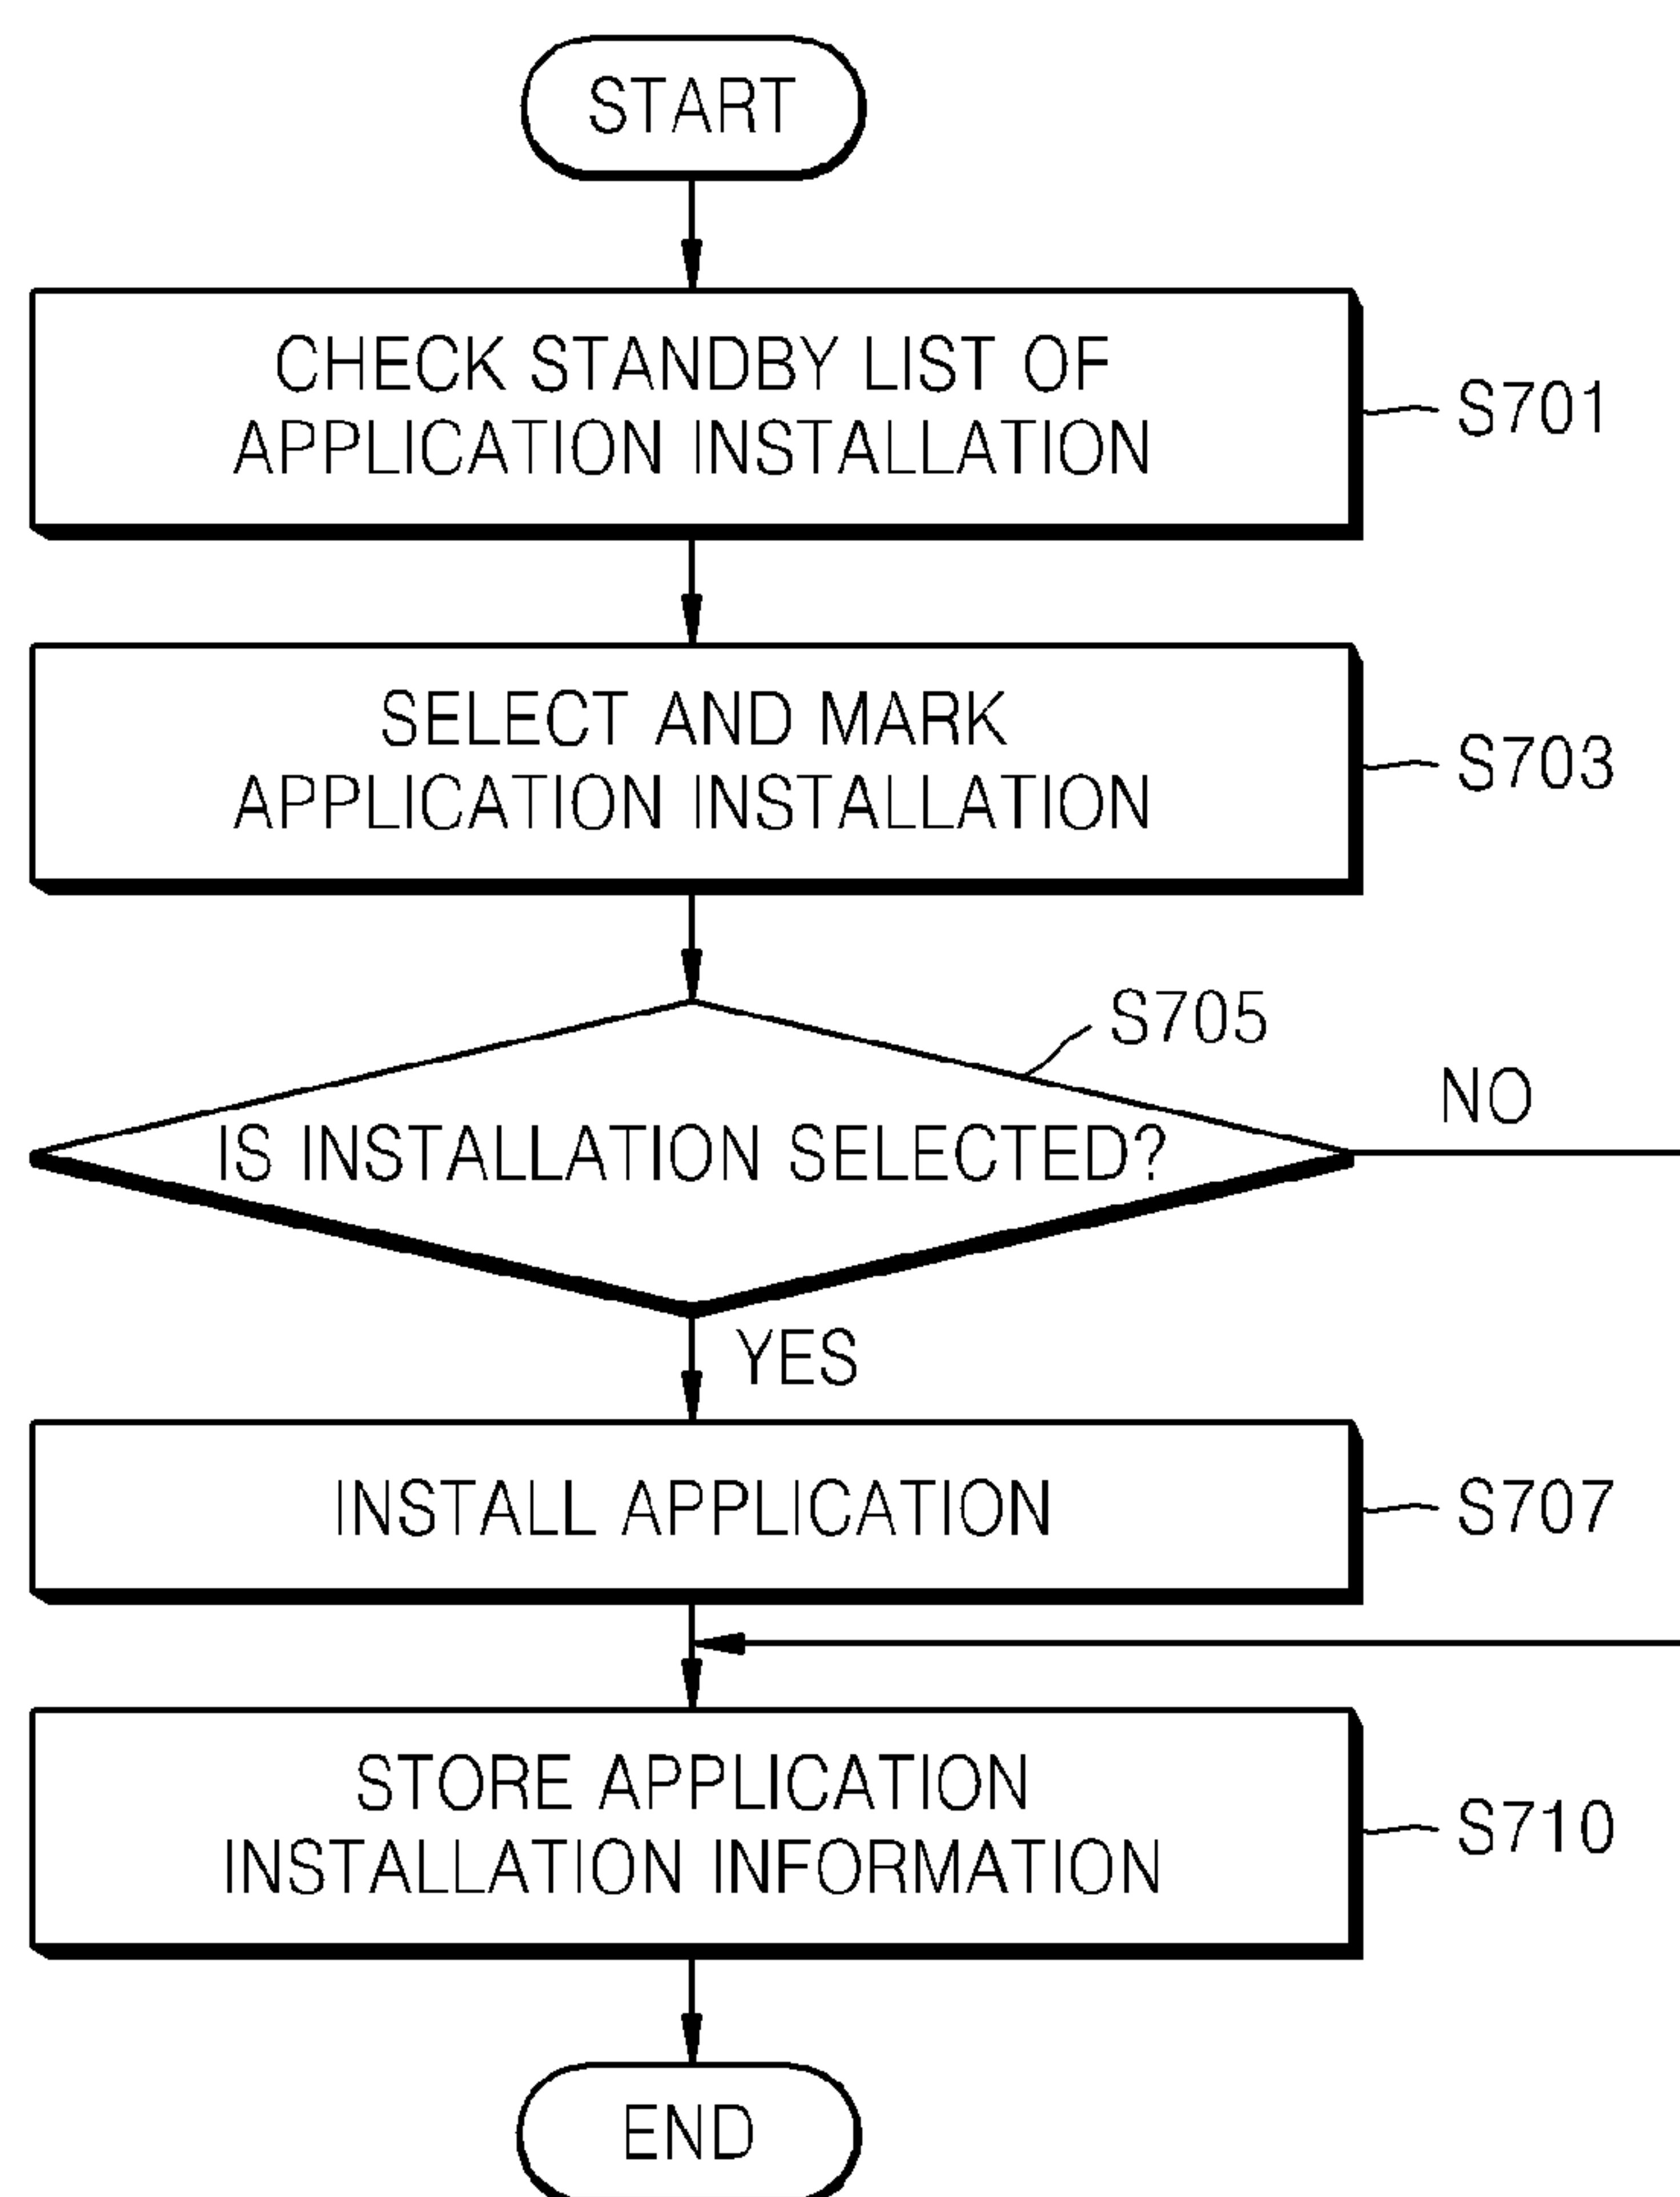 START
CHECK STANDBY LIST OF
APPLICATION INSTALLATION
S701
SELECT AND MARK
APPLICATION INSTALLATION
S703
S705
IS INSTALLATION SELECTED?
NO
YES
INSTALL APPLICATION
S707
STORE APPLICATION
INSTALLATION INFORMATION
S710
END